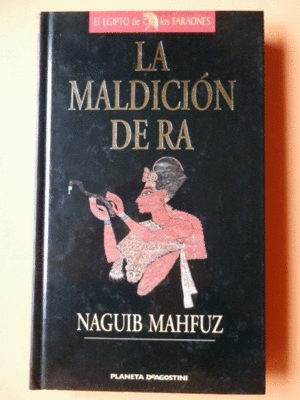 El EGIPTO de los FARAONES
LA
MALDICIÓN
DE RA
NAGUIB MAHFUZ
PLANETA DEAGOSTINI